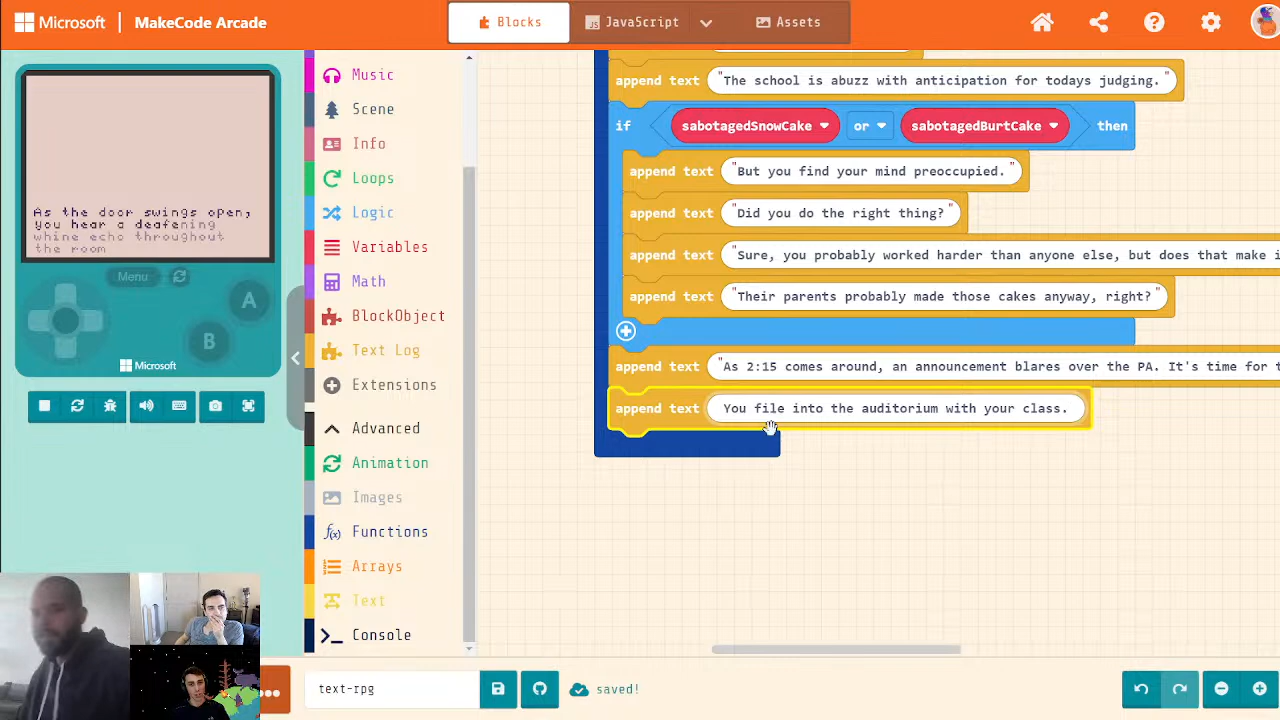 Microsoft | MakeCode Arcade
Blocks
JavaScript
Assets
As the door swings open,
you hear a deafening
whine echo throughout
the room
Menu
A
B
Microsoft
Music
Scene
Info
Loops
Logic
Variables
Math
BlockObject
Text Log
Extensions
Advanced
Animation
Images
Functions
Arrays
Text
Console
append text "The school is abuzz with anticipation for todays judging. "
if sabotagedSnowCake or sabotagedBurtCake then
append text "But you find your mind preoccupied. "
append text "Did you do the right thing? "
append text "Sure, you probably worked harder than anyone else, but does that make i
append text "Their parents probably made those cakes anyway, right? "
append text "As 2:15 comes around, an announcement blares over the PA. It's time for t
append text You file into the auditorium with your class.
text-rpg
saved!